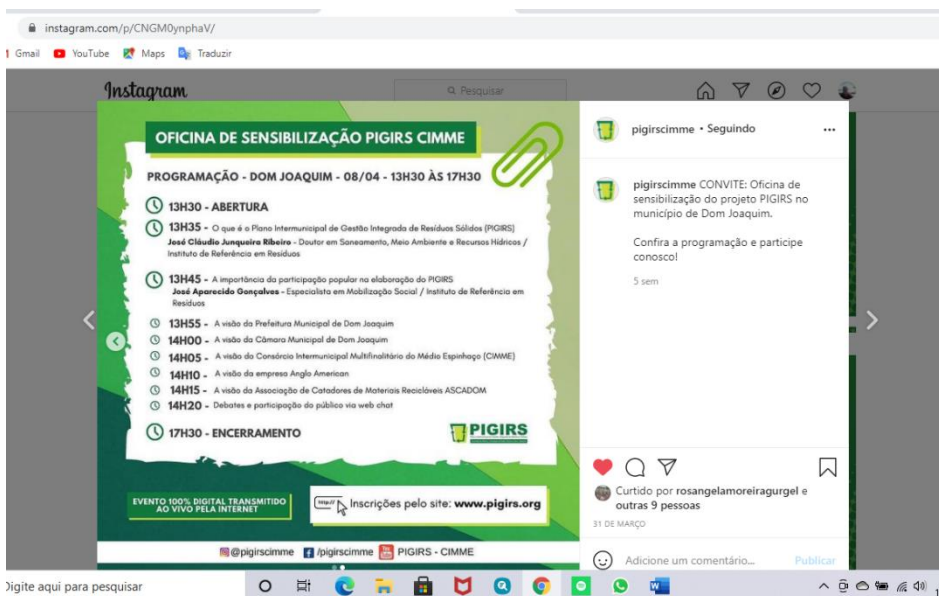 instagram.com/p/CNGM0ynphaV/
Gmail YouTube Maps Traduzir
Instagram
Pesquisar
OFICINA DE SENSIBILIZAÇÃO PIGIRS CIMME
PROGRAMAÇÃO - DOM JOAQUIM - 08/04 - 13H30 ÀS 17H30
13H30 - ABERTURA
13H35 - O que é o Plano Intermunicipal de Gestão Integrada de Resíduos Sólidos (PIGIRS)
José Cláudio Junqueira Ribeiro - Doutor em Saneamento, Meio Ambiente e Recursos Hídricos /
Instituto de Referência em Resíduos
13H45 - A importância da participação popular na elaboração do PIGIRS
José Aparecido Gonçalves - Especialista em Mobilização Social / Instituto de Referência em
Resíduos
13H55 - A visão da Prefeitura Municipal de Dom Joaquim
14H00 - A visão da Câmara Municipal de Dom Joaquim
14H05 - A visão do Consórcio Intermunicipal Multifinalitário do Médio Espinhaço (CIMME)
14H10 - A visão da empresa Anglo American
14H15 - A visão da Associação de Catadores de Materiais Recicláveis ASCADOM
14H20 - Debates e participação do público via web chat
17H30 - ENCERRAMENTO
PIGIRS
EVENTO 100% DIGITAL TRANSMITIDO
AO VIVO PELA INTERNET
http://
Inscrições pelo site: www.pigirs.org
@pigirscimme /pigirscimme PIGIRS - CIMME
pigirscimme • Seguindo
pigirscimme CONVITE: Oficina de
sensibilização do projeto PIGIRS no
município de Dom Joaquim.
Confira a programação e participe
conosco!
5 sem
Curtido por rosangelamoreiragurgel e
outras 9 pessoas
31 DE MARÇO
Adicione um comentário... Publicar
Digite aqui para pesquisar